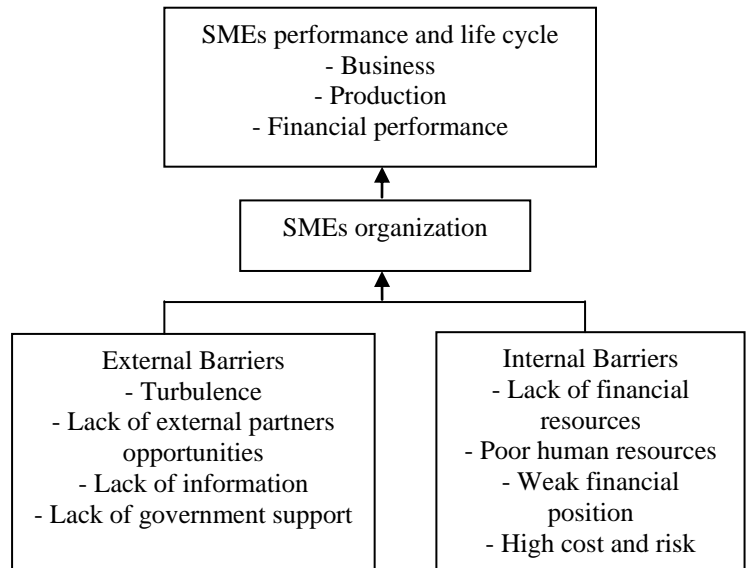 SMEs performance and life cycle
- Business
- Production
- Financial performance
SMEs organization
External Barriers
- Turbulence
- Lack of external partners
opportunities
- Lack of information
- Lack of government support
Internal Barriers
- Lack of financial
resources
- Poor human resources
- Weak financial
position
- High cost and risk